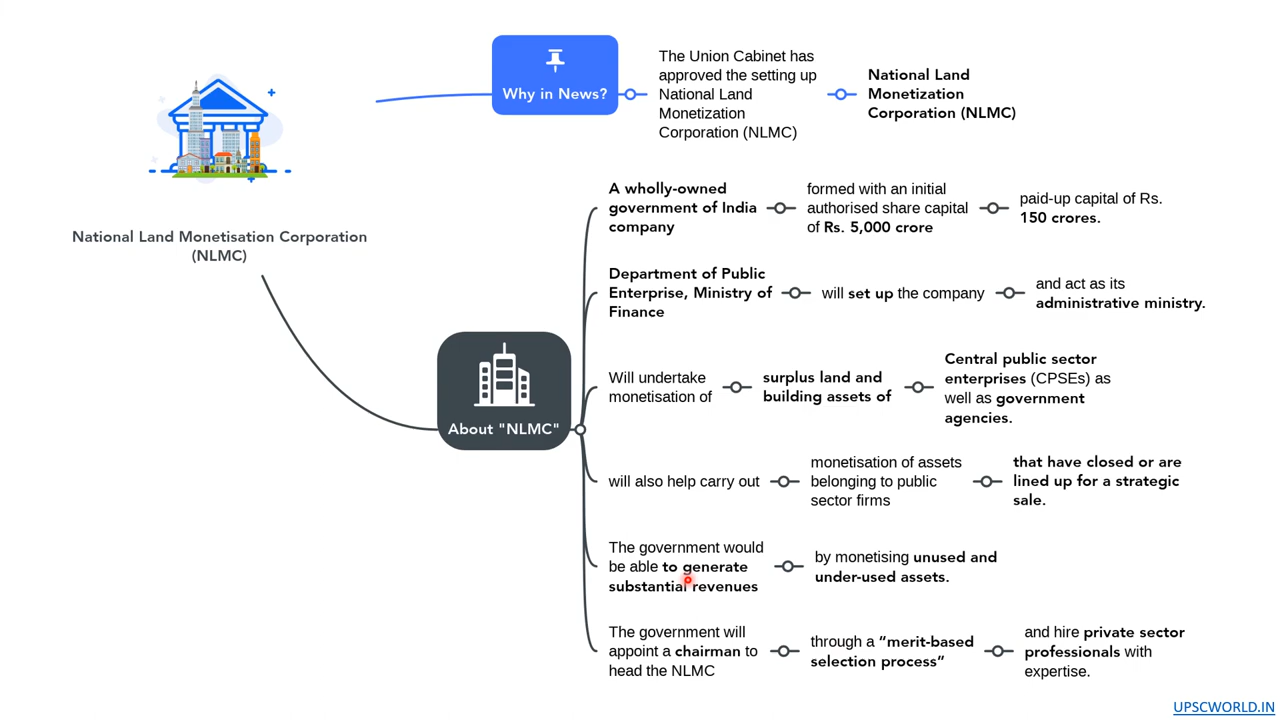 Why in News?
The Union Cabinet has
approved the setting up
National Land
Monetization
Corporation (NLMC)
National Land
Monetization
Corporation (NLMC)
National Land Monetisation Corporation
(NLMC)
About "NLMC"
A wholly-owned
government of India
company
formed with an initial
authorised share capital
of Rs. 5,000 crore
paid-up capital of Rs.
150 crores.
Department of Public
Enterprise, Ministry of
Finance
will set up the company
and act as its
administrative ministry.
Will undertake
monetisation of
surplus land and
building assets of
Central public sector
enterprises (CPSEs) as
well as government
agencies.
will also help carry out
monetisation of assets
belonging to public
sector firms
that have closed or are
lined up for a strategic
sale.
The government would
be able to generate
substantial revenues
by monetising unused and
under-used assets.
The government will
appoint a chairman to
head the NLMC
through a “merit-based
selection process”
and hire private sector
professionals with
expertise.
UPSCWORLD.IN